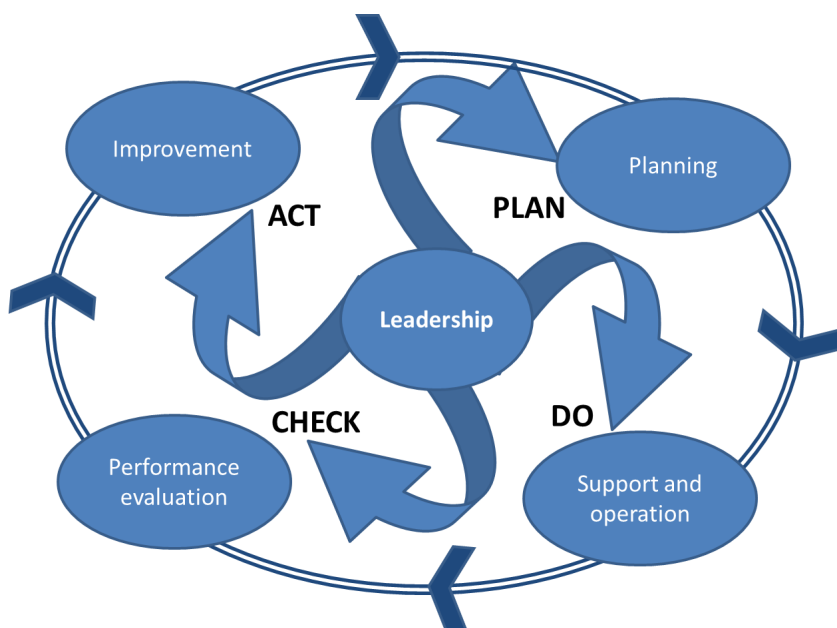 Improvement
Planning
ACT
PLAN
Leadership
CHECK
DO
Performance
evaluation
Support and
operation